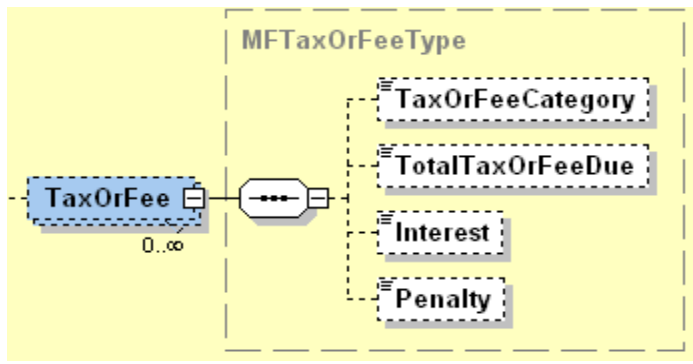 MFTaxOrFeeType
TaxOrFeeCategory
TotalTaxOrFeeDue
TaxOrFee
0..∞
Interest
Penalty